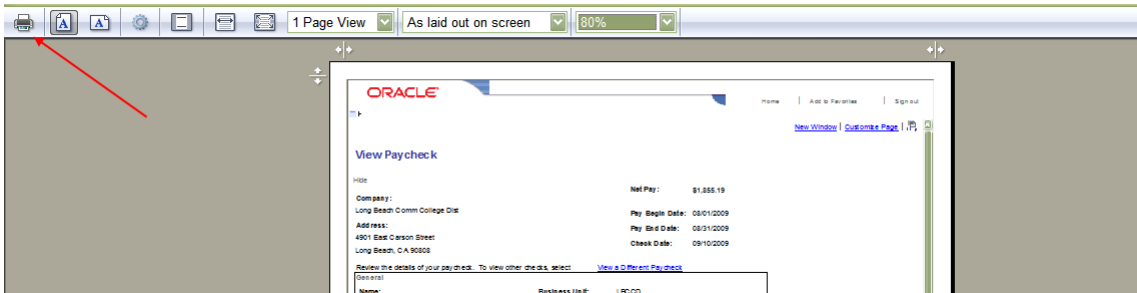 1 Page View As laid out on screen 80%
ORACLE
Home | Add to Favorites | Sign out
New Window | Customize Page |
View Paycheck
Hide
Net Pay: $1,855.19
Company:
Long Beach Comm College Dist
Pay Begin Date: 08/01/2009
Address:
Pay End Date: 08/31/2009
4901 East Carson Street
Check Date: 09/10/2009
Long Beach, CA 90808
Review the details of your paycheck. To view other checks, select View a Different Paycheck
General
Name: Business Unit: LBCCD